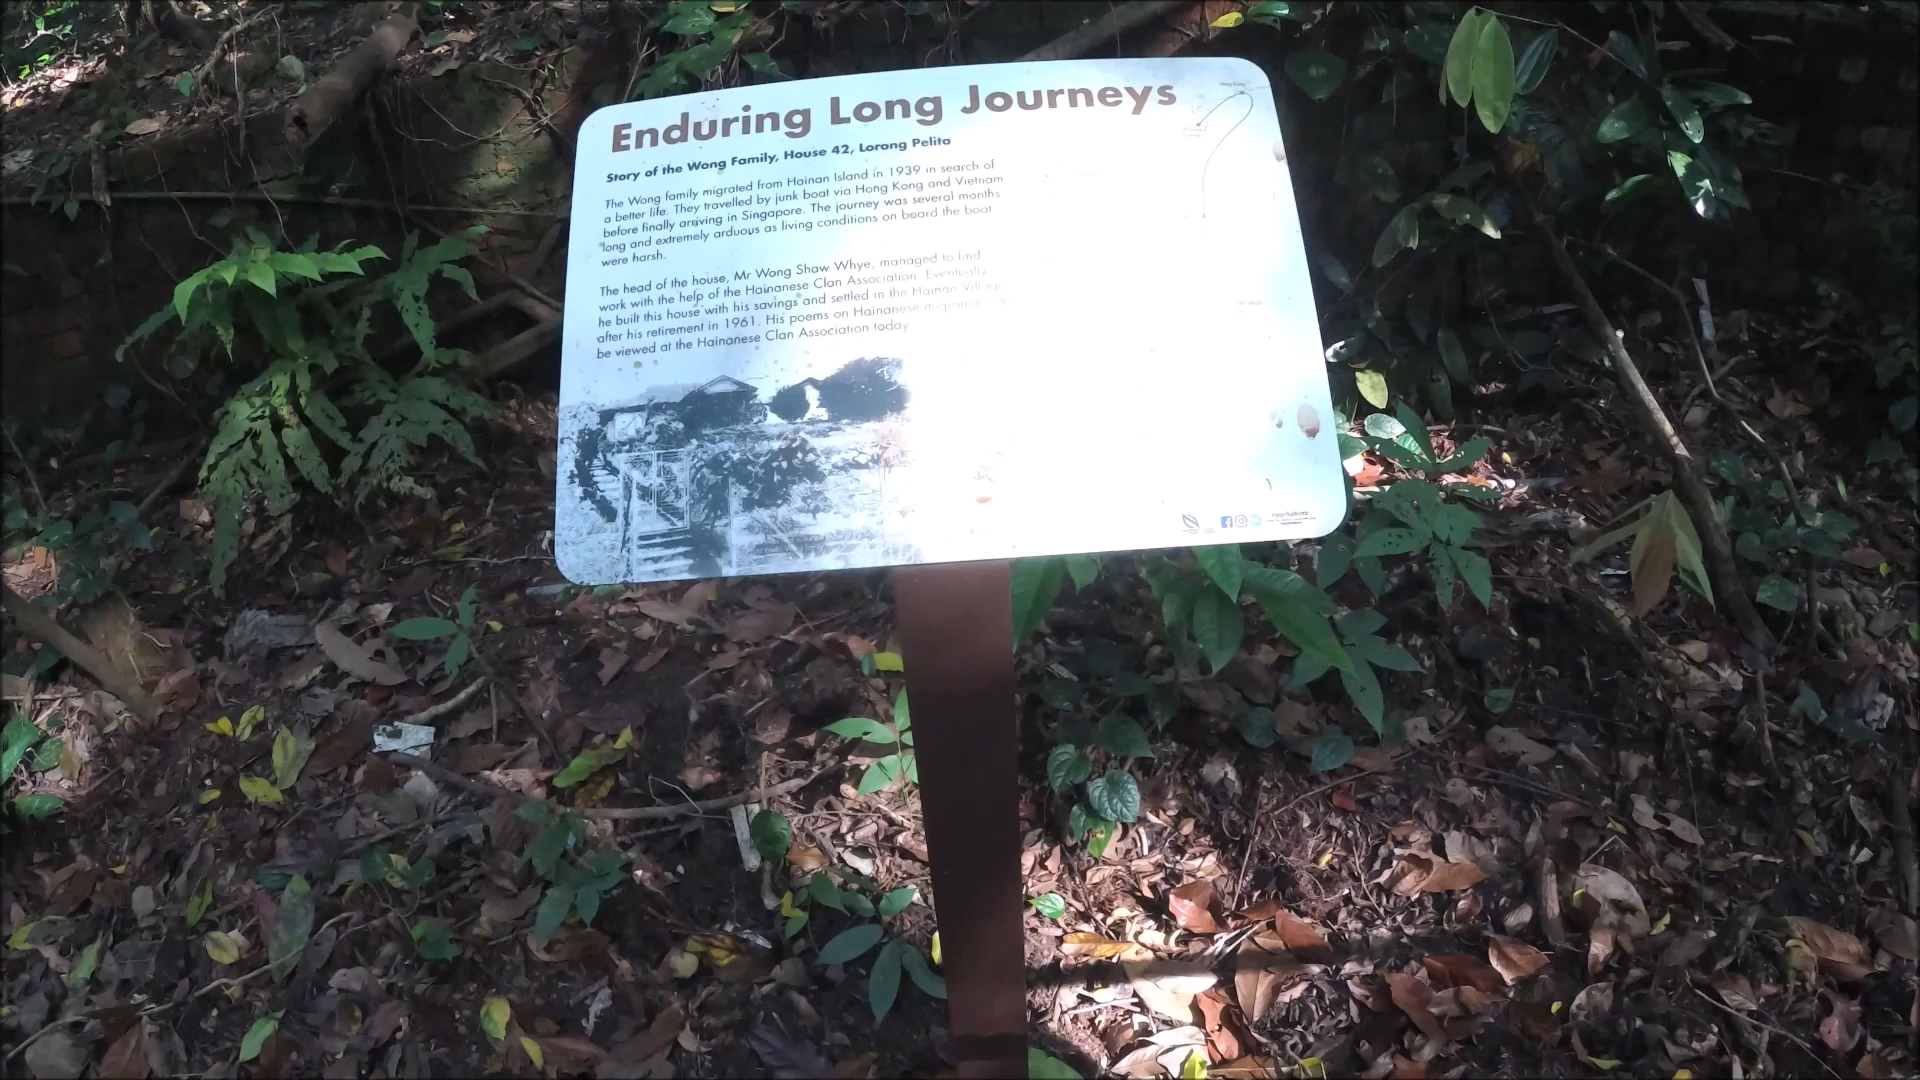 Enduring Long Journeys
Story of the Wong Family, House 42, Lorong Pelita
The Wong family migrated from Hainan Island in 1939 in search of
a better life. They travelled by junk boat via Hong Kong and Vietnam
before finally arriving in Singapore. The journey was several months
long and extremely arduous as living conditions on board the boat
were harsh.
The head of the house, Mr Wong Shaw Whye, managed to find
work with the help of the Hainanese Clan Association. Eventually
he built this house with his savings and settled in the Hainan Village
after his retirement in 1961. His poems on Hainanese
be viewed at the Hainanese Clan Association today